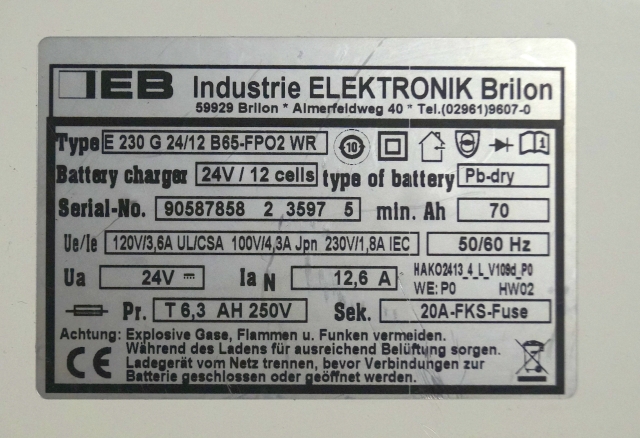 IEB Industrie ELEKTRONIK Brilon
59929 Brilon * Almerfeldweg 40 * Tel.(02961)9607-0
Type E 230 G 24/12 B65-FPO2 WR 10 1
Battery charger 24V / 12 cells type of battery Pb-dry
Serial-No. 90587858 2 3597 5 min. Ah 70
Ue/Ie 120V/3,6A UL/CSA 100V/4,3A Jpn 230V/1,8A IEC 50/60 Hz
Ua 24V Ia N 12,6 A HAKO2413_4_L_V109d_P0
WE: P0 HW02
Pr. T 6,3 AH 250V Sek. 20A-FKS-Fuse
Achtung: Explosive Gase, Flammen u. Funken vermeiden.
Während des Ladens für ausreichend Belüftung sorgen.
Ladegerät vom Netz trennen, bevor Verbindungen zur
Batterie geschlossen oder geöffnet werden.
CE